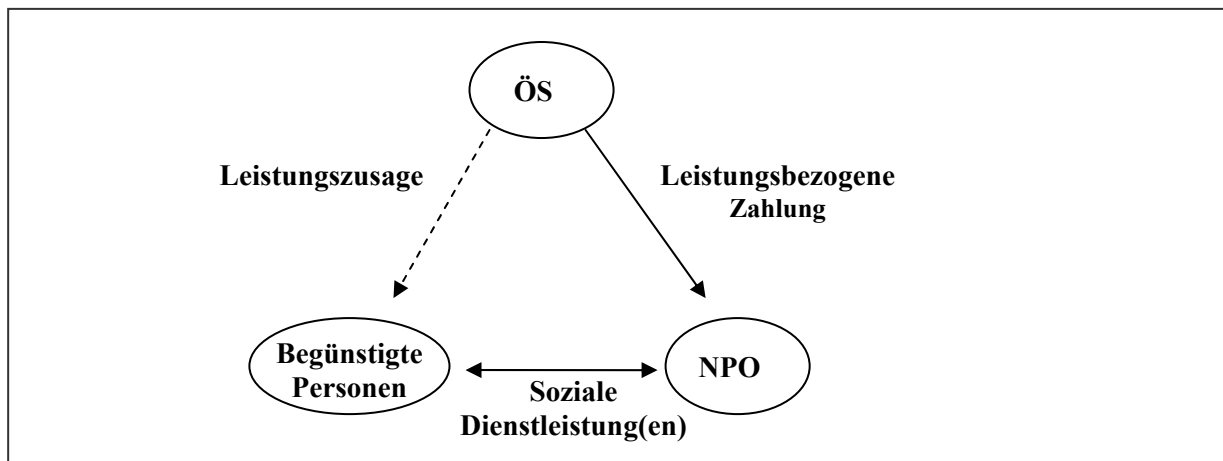 ÖS
Leistungszusage
Leistungsbezogene
Zahlung
Begünstigte
Personen
NPO
Soziale
Dienstleistung(en)